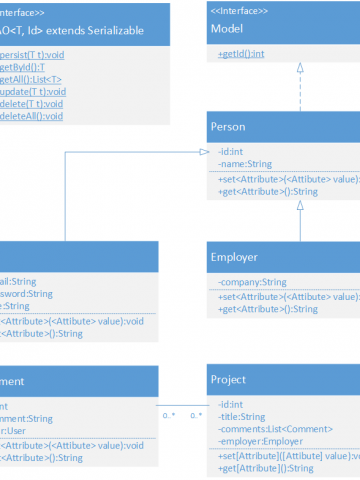 nterface>>
AO<T, Id> extends Serializable
persist(T t):void
getById():T
getAll():List<T>
update(T t):void
delete(T t):void
deleteAll():void
<<Interface>>
Model
+getId():int
Person
-id:int
-name:String
+set<Attribute>(<Attibute> value):
+get<Attribute>():String
ail:String
sword:String
e:String
<Attribute>(<Attibute> value):void
<Attribute>():String
Employer
-company:String
+set<Attribute>(<Attibute> value):
+get<Attribute>():String
ment
nt
nment:String
r:User
<Attribute>(<Attibute> value):void
<Attribute>():String
0..*
0..*
Project
-id:int
-title:String
-comments:List<Comment>
-employer:Employer
+set[Attribute]([Attibute] value):vo
+get[Attribute]():String